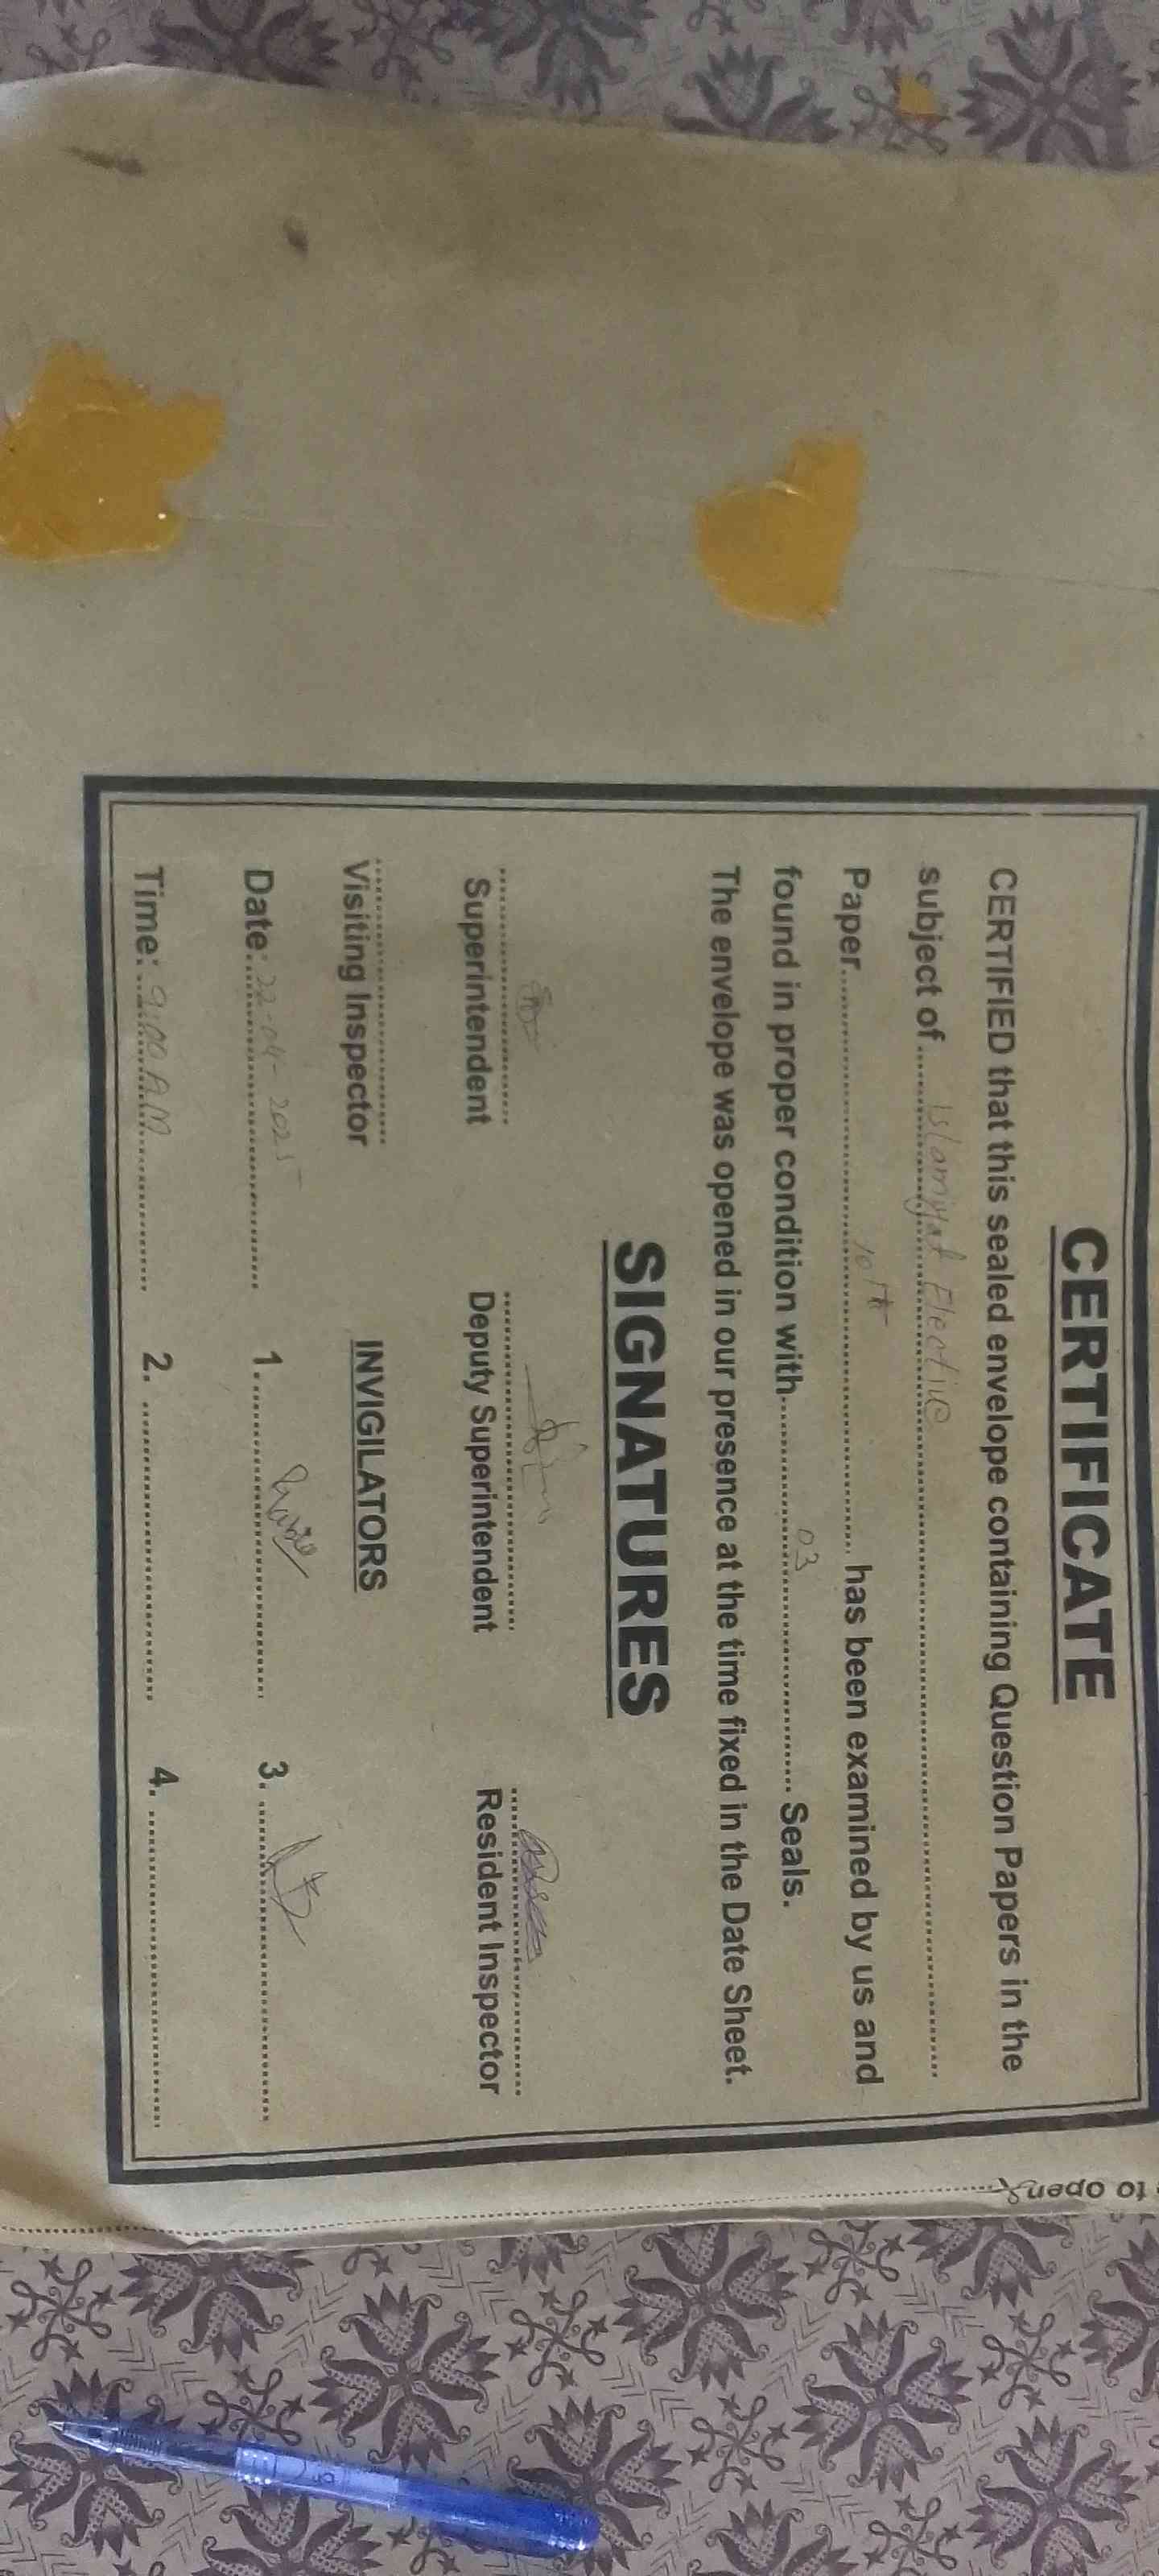 CERTIFICATE
CERTIFIED that this sealed envelope containing Question Papers in the
subject of Islamiyat Elective
Paper 10th has been examined by us and
found in proper condition with 03 Seals.
The envelope was opened in our presence at the time fixed in the Date Sheet.
SIGNATURES
Superintendent Deputy Superintendent Resident Inspector
Visiting Inspector INVIGILATORS
Date: 22-04-2025 1. 3.
Time: 9:00 AM 2. 4.
to open